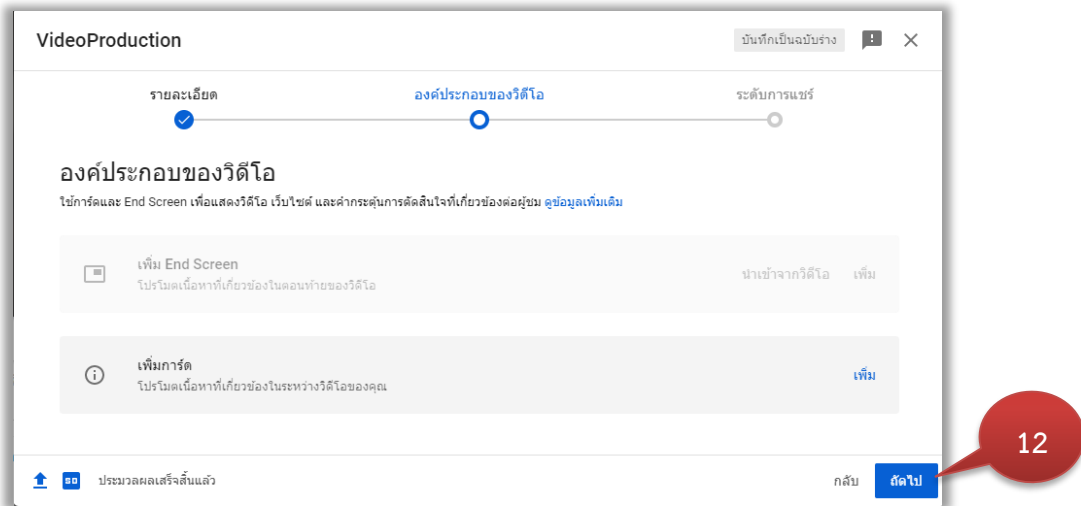 VideoProduction
บันทึกเป็นฉบับร่าง
รายละเอียด
องค์ประกอบของวิดีโอ
ระดับการแชร์
องค์ประกอบของวิดีโอ
ใช้การ์ดและ End Screen เพื่อแสดงวิดีโอ เว็บไซต์ และคำกระตุ้นการตัดสินใจที่เกี่ยวข้องต่อผู้ชม ดูข้อมูลเพิ่มเติม
เพิ่ม End Screen
โปรโมตเนื้อหาที่เกี่ยวข้องในตอนท้ายของวิดีโอ
นำเข้าจากวิดีโอ
เพิ่ม
เพิ่มการ์ด
โปรโมตเนื้อหาที่เกี่ยวข้องในระหว่างวิดีโอของคุณ
เพิ่ม
12
SD
ประมวลผลเสร็จสิ้นแล้ว
กลับ
ถัดไป